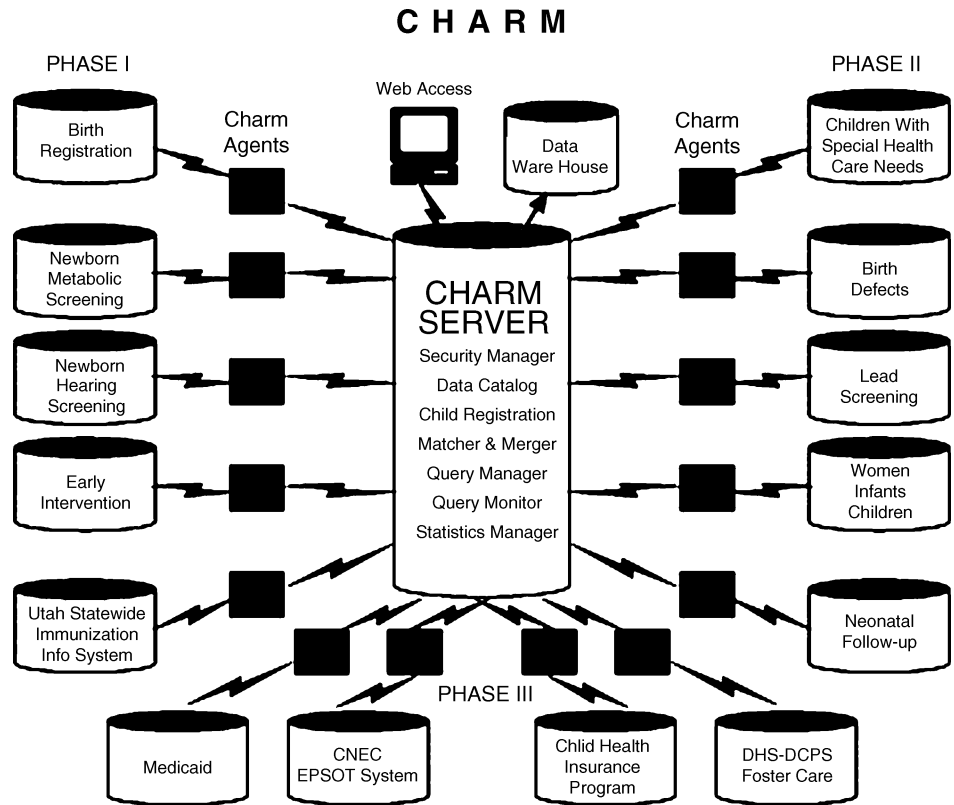 C H A R M
PHASE I
PHASE II
Web Access
Birth
Registration
Charm
Agents
Data
Ware House
Charm
Agents
Children With
Special Health
Care Needs
Newborn
Metabolic
Screening
Birth
Defects
CHARM
SERVER
Security Manager
Data Catalog
Child Registration
Matcher & Merger
Query Manager
Query Monitor
Statistics Manager
Newborn
Hearing
Screening
Lead
Screening
Early
Intervention
Women
Infants
Children
Utah Statewide
Immunization
Info System
Neonatal
Follow-up
PHASE III
Medicaid
CNEC
EPSOT System
Chlid Health
Insurance
Program
DHS-DCPS
Foster Care